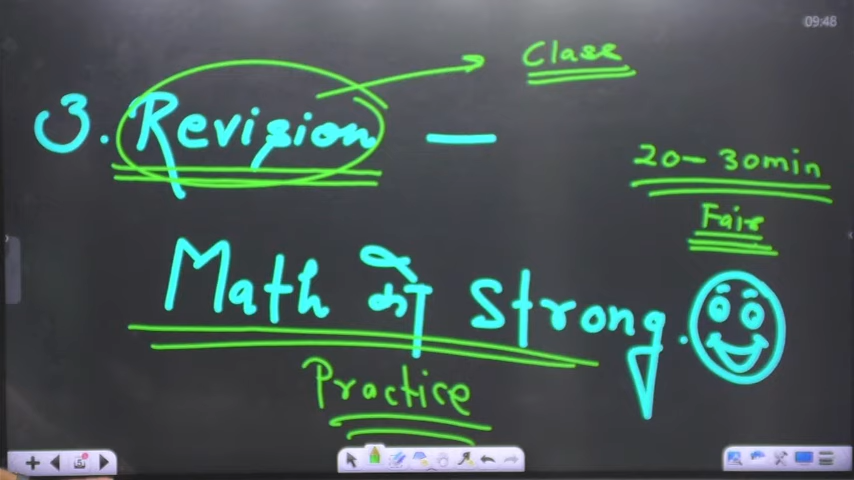 09:48
Class
3. Revision —
20-30min
Fair
Math को strong.
Practice